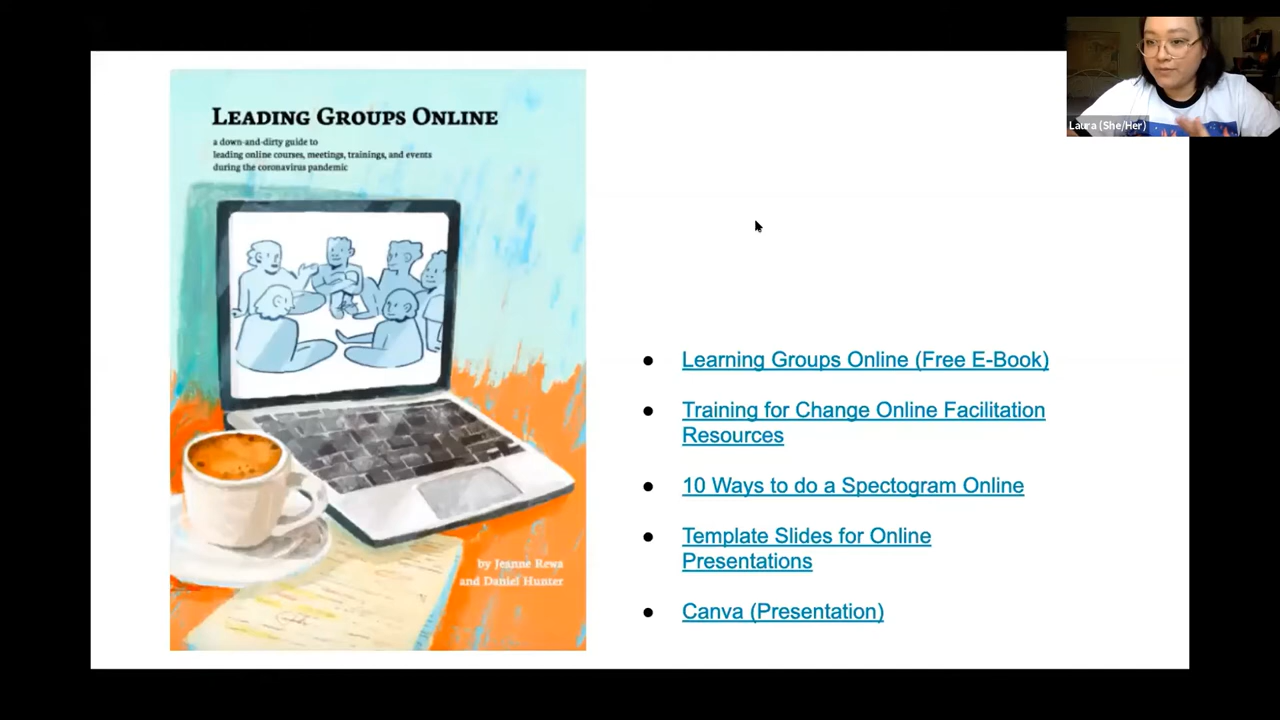 LEADING GROUPS ONLINE
a down-and-dirty guide to
leading online courses, meetings, trainings, and events
during the coronavirus pandemic
by Jeanne Rewa
and Daniel Hunter
Laura (She/Her)
Learning Groups Online (Free E-Book)
Training for Change Online Facilitation
Resources
10 Ways to do a Spectogram Online
Template Slides for Online
Presentations
Canva (Presentation)